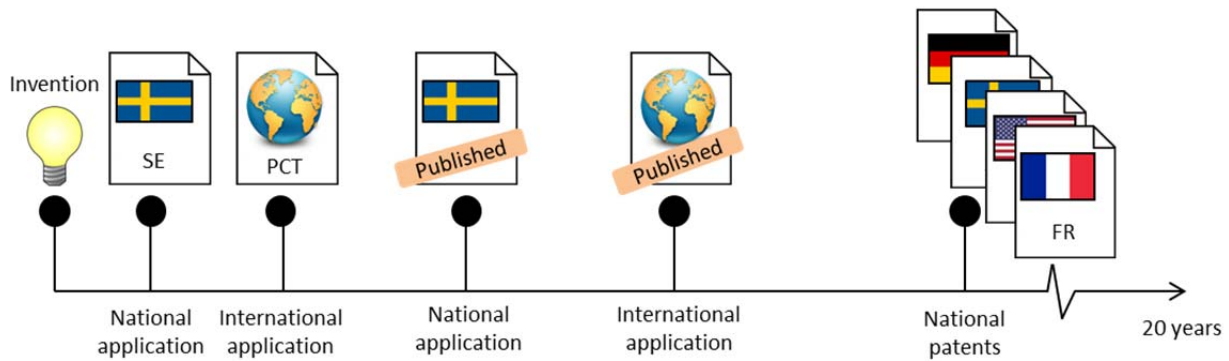 Invention
SE
PCT
Published
Published
FR
National
application
International
application
National
application
International
application
National
patents
20 years